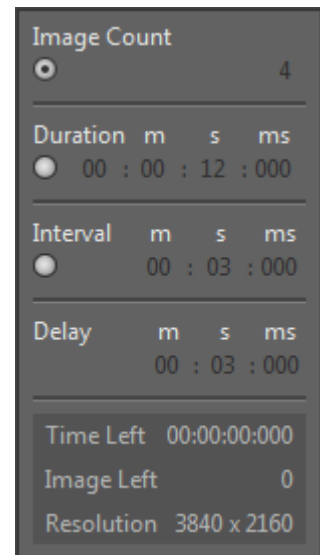 Image Count
4
Duration m s ms
00 : 00 : 12 : 000
Interval m s ms
00 : 03 : 000
Delay m s ms
00 : 03 : 000
Time Left 00:00:00:000
Image Left 0
Resolution 3840 x 2160